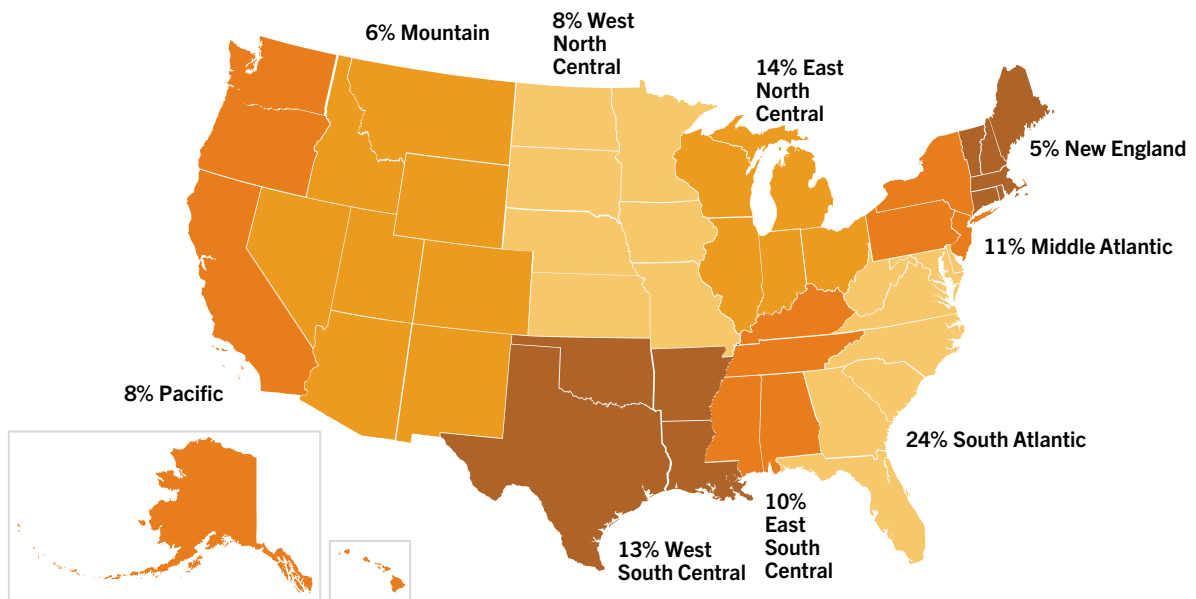 6% Mountain
8% West
North
Central
14% East
North
Central
5% New England
11% Middle Atlantic
8% Pacific
24% South Atlantic
10%
East
South
Central
13% West
South Central